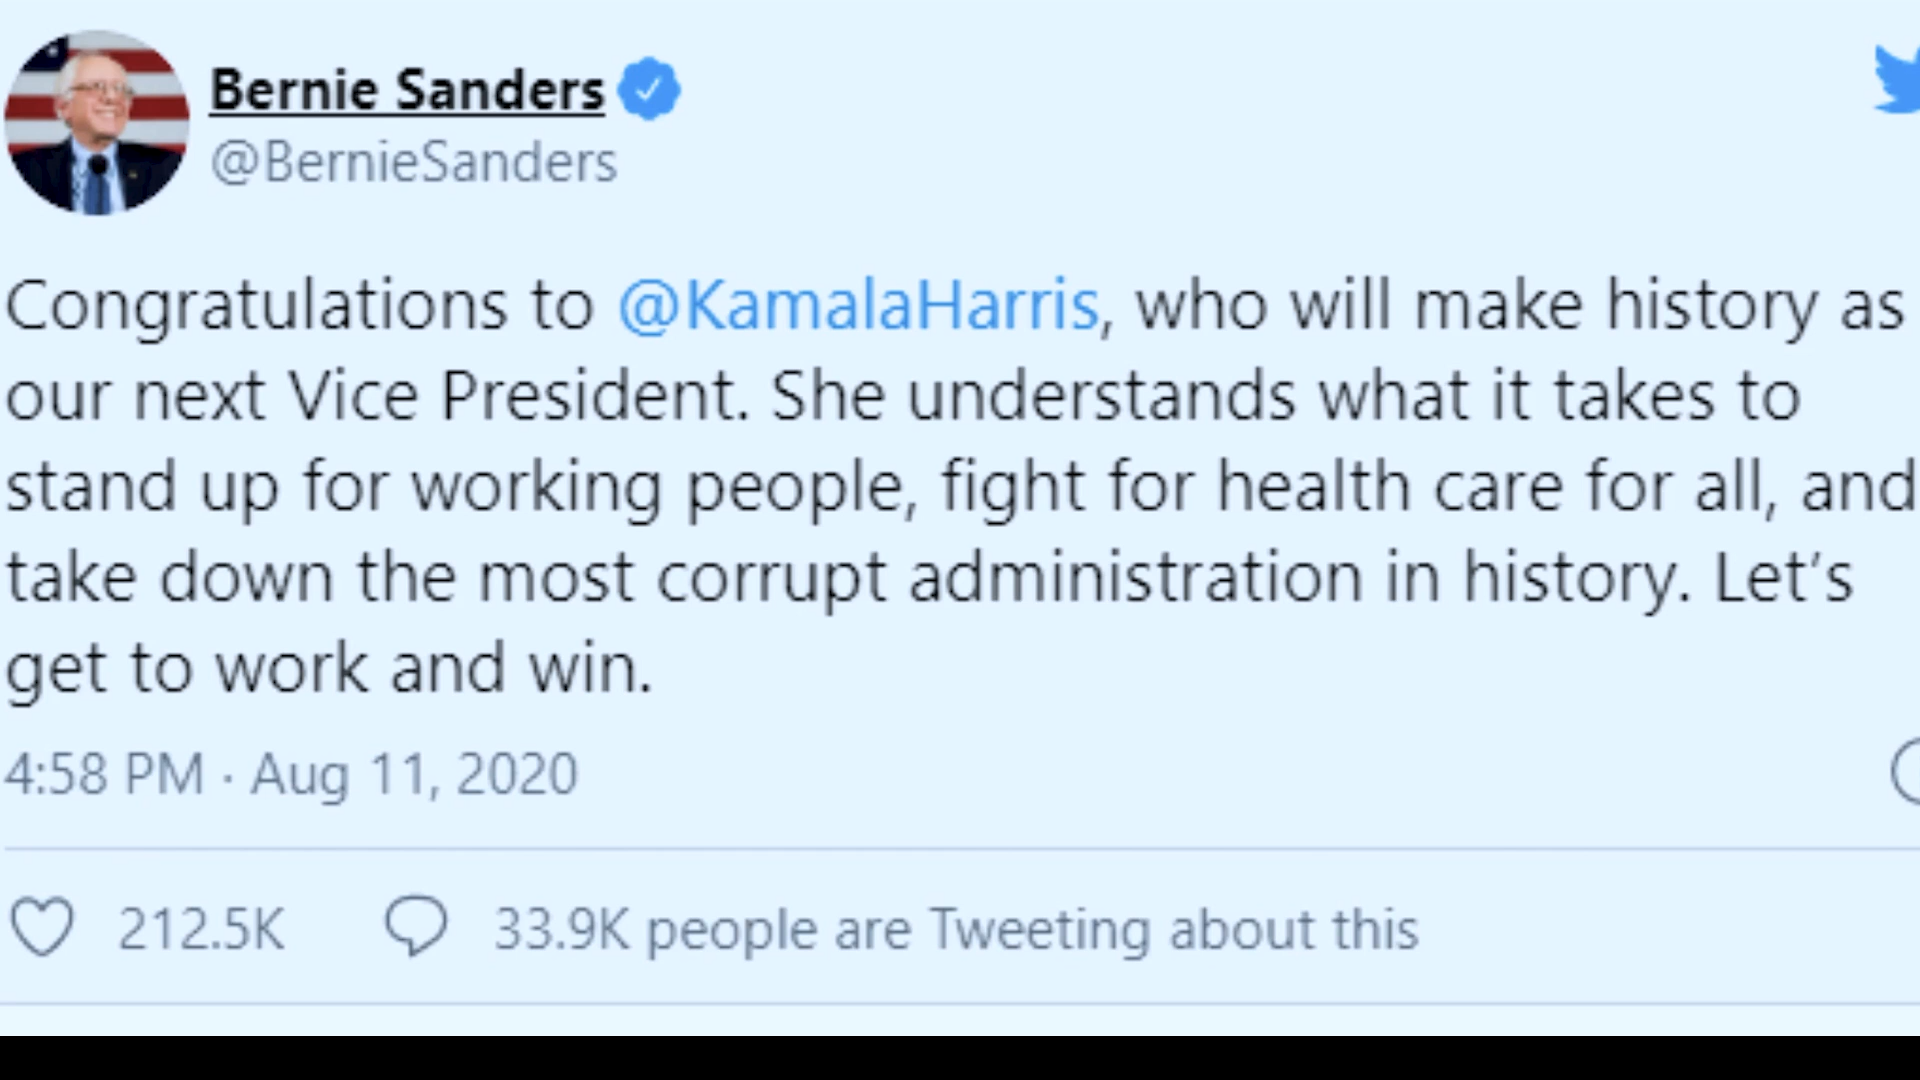 Bernie Sanders
@BernieSanders
Congratulations to @KamalaHarris, who will make history as
our next Vice President. She understands what it takes to
stand up for working people, fight for health care for all, and
take down the most corrupt administration in history. Let’s
get to work and win.
4:58 PM · Aug 11, 2020
212.5K 33.9K people are Tweeting about this